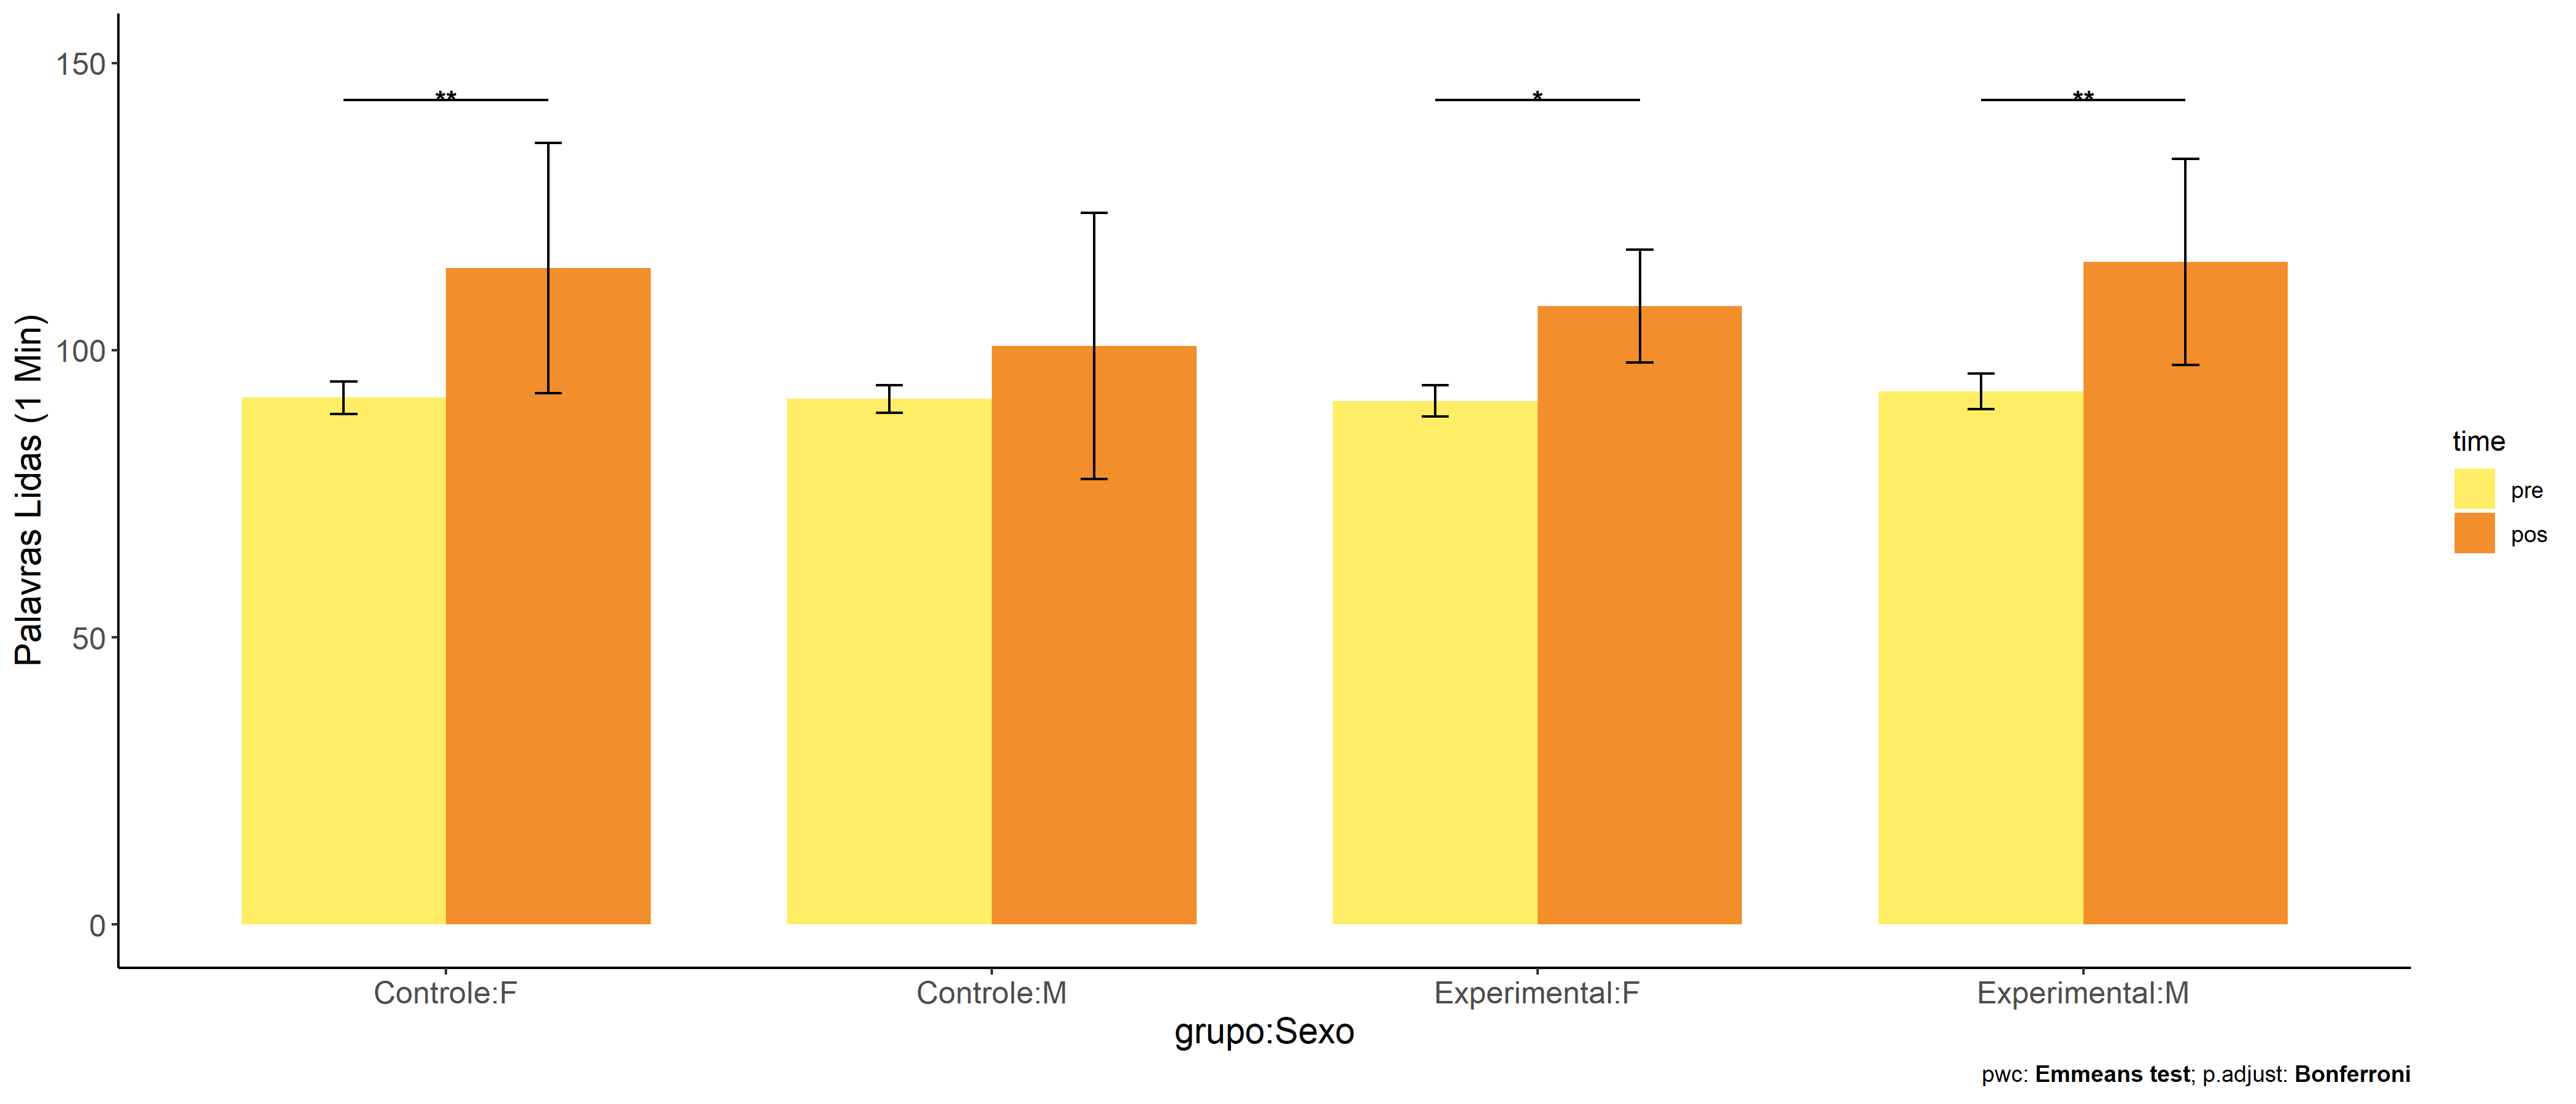 150
100
50
0
Palavras Lidas (1 Min)
**
*
**
Controle:F
Controle:M
Experimental:F
Experimental:M
grupo:Sexo
time
pre
pos
pwc: Emmeans test; p.adjust: Bonferroni